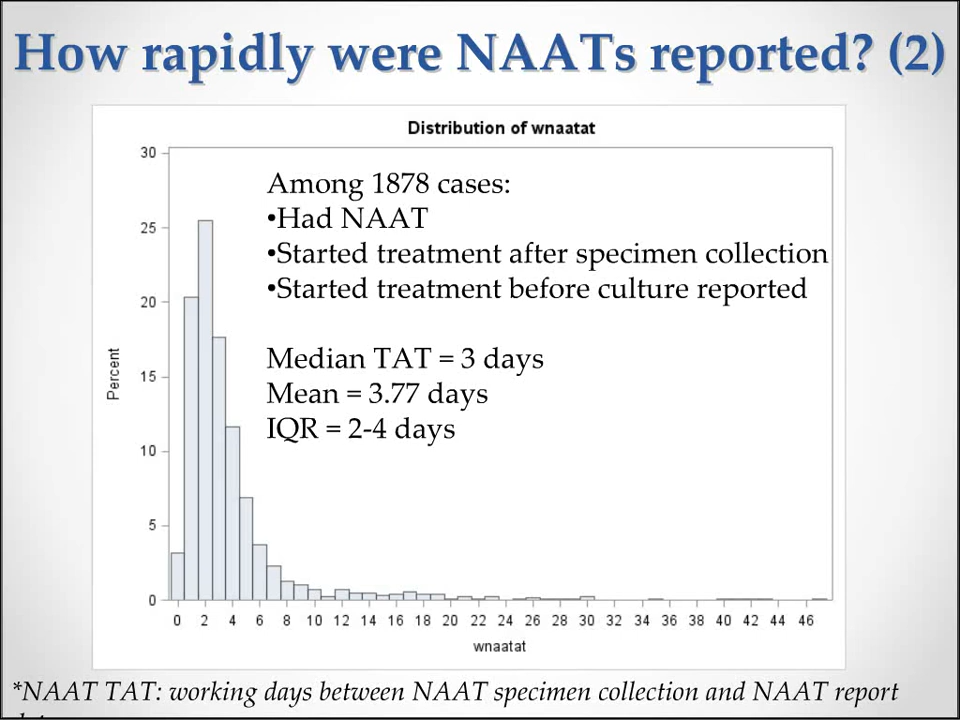 How rapidly were NAATs reported? (2)
Distribution of wnaatat
30
25
20
15
10
5
0
Percent
Among 1878 cases:
•Had NAAT
•Started treatment after specimen collection
•Started treatment before culture reported
Median TAT = 3 days
Mean = 3.77 days
IQR = 2-4 days
0 2 4 6 8 10 12 14 16 18 20 22 24 26 28 30 32 34 36 38 40 42 44 46
wnaatat
*NAAT TAT: working days between NAAT specimen collection and NAAT report